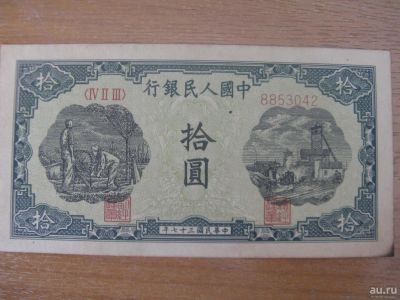 行銀民人國中
(IV II III)
8853042
拾
拾
拾圓
拾
拾
年七十三國民華中
au.ru